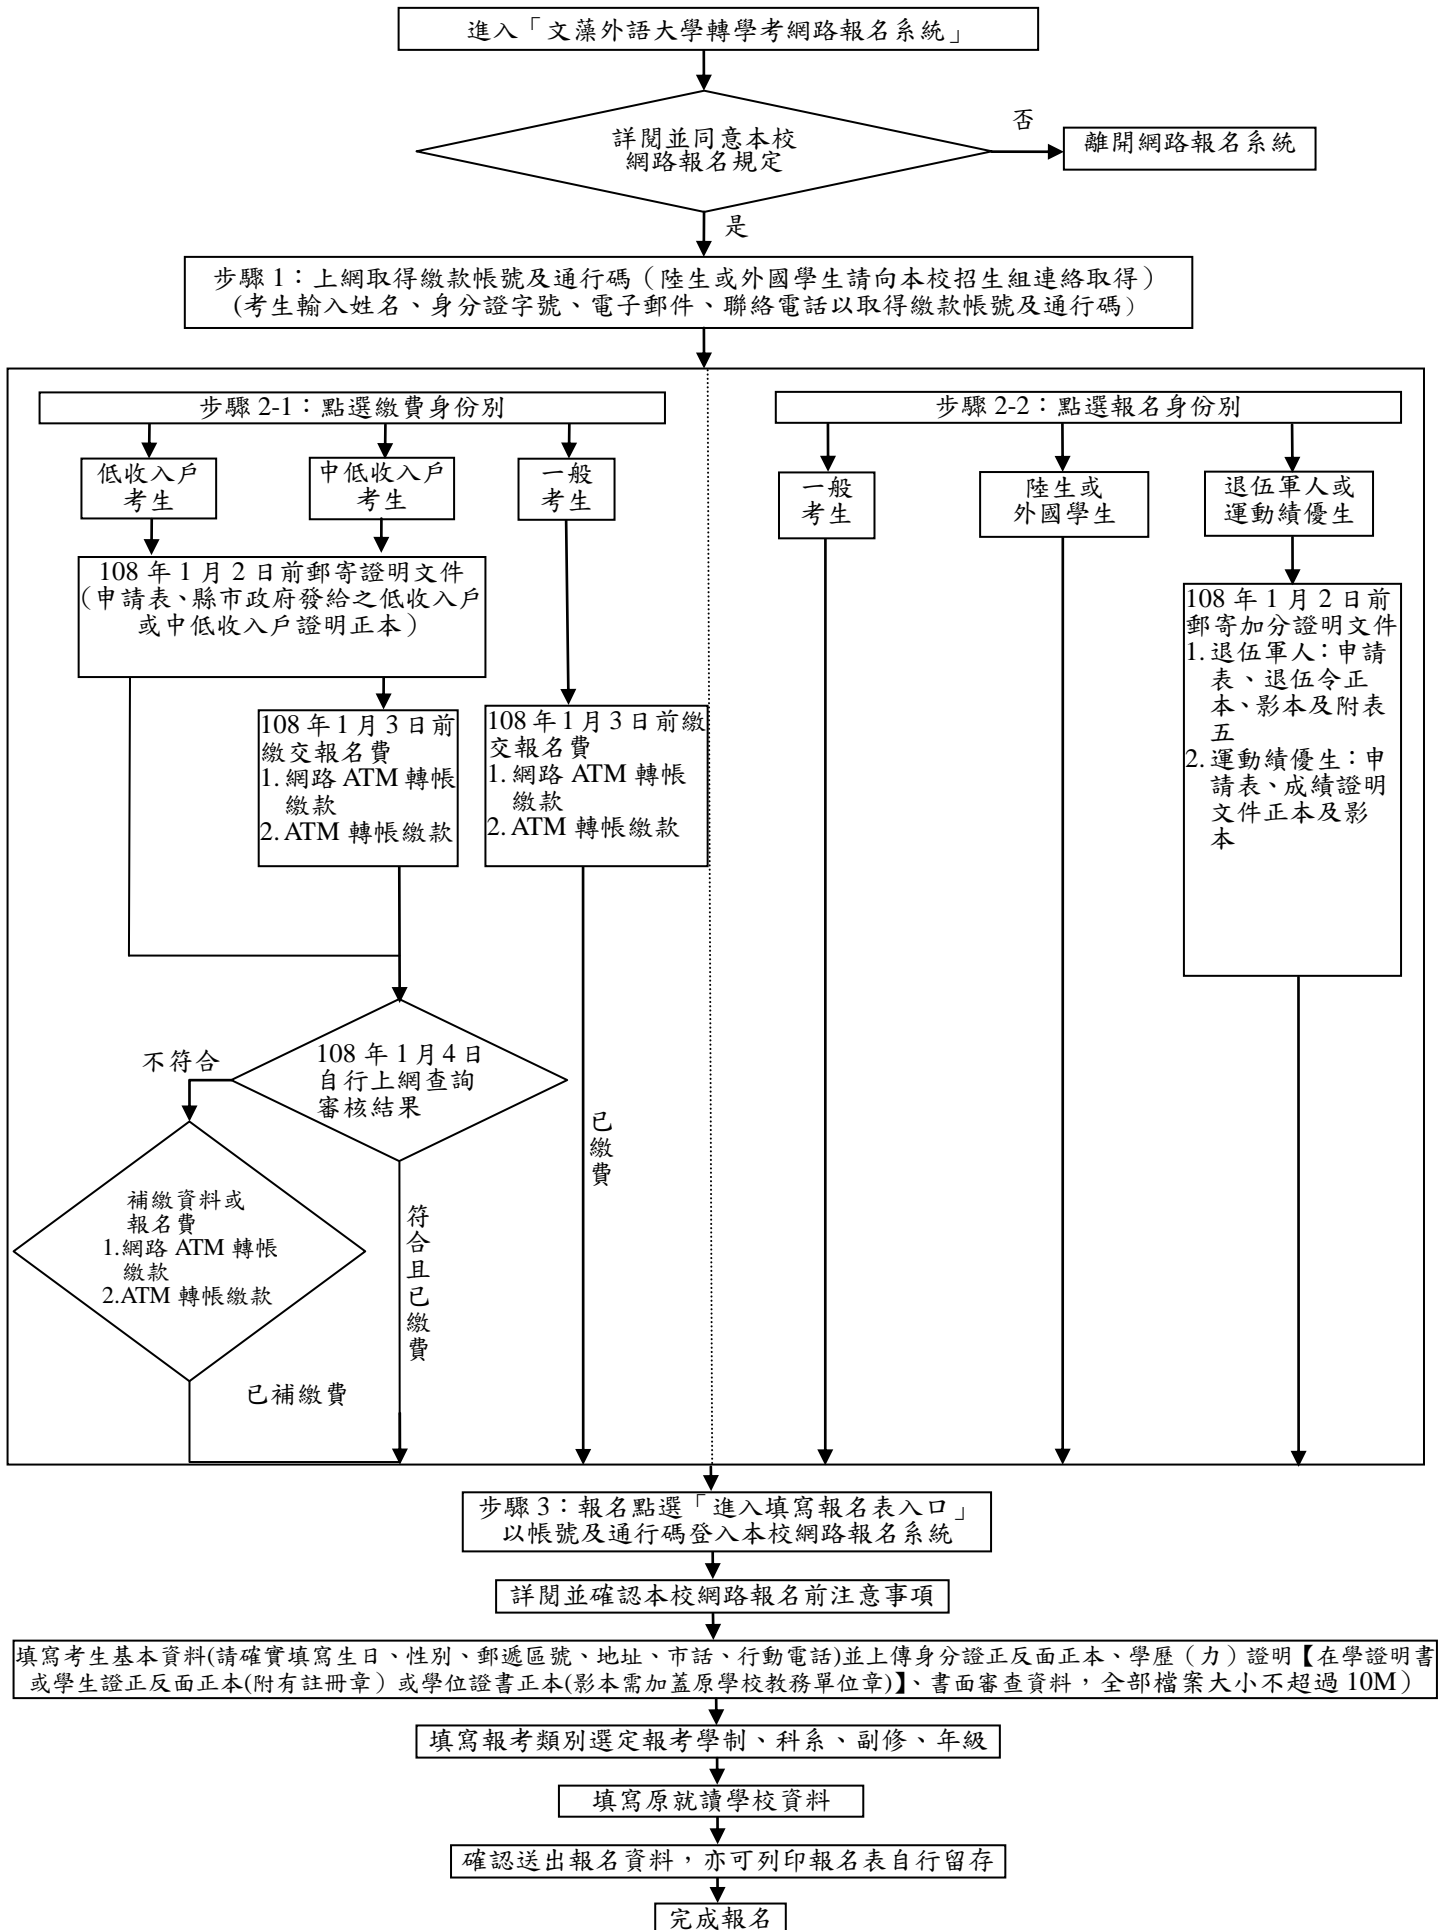 進入「文藻外語大學轉學考網路報名系統」
詳閱並同意本校
網路報名規定
否
離開網路報名系統
是
步驟 1：上網取得繳款帳號及通行碼（陸生或外國學生請向本校招生組連絡取得）
(考生輸入姓名、身分證字號、電子郵件、聯絡電話以取得繳款帳號及通行碼）
步驟 2-1：點選繳費身份別
低收入戶
考生
中低收入戶
考生
一般
考生
108 年 1 月 2 日前郵寄證明文件
（申請表、縣市政府發給之低收入戶
或中低收入戶證明正本）
108 年 1 月 3 日前
繳交報名費
1. 網路 ATM 轉帳
繳款
2. ATM 轉帳繳款
108 年 1 月 3 日前繳
交報名費
1. 網路 ATM 轉帳
繳款
2. ATM 轉帳繳款
108 年 1 月 4 日
自行上網查詢
審核結果
不符合
補繳資料或
報名費
1.網路 ATM 轉帳
繳款
2.ATM 轉帳繳款
已補繳費
符合且已繳費
已繳費
步驟 2-2：點選報名身份別
一般
考生
陸生或
外國學生
退伍軍人或
運動績優生
108 年 1 月 2 日前
郵寄加分證明文件
1. 退伍軍人：申請
表、退伍令正
本、影本及附表
五
2. 運動績優生：申
請表、成績證明
文件正本及影
本
步驟 3：報名點選「進入填寫報名表入口」
以帳號及通行碼登入本校網路報名系統
詳閱並確認本校網路報名前注意事項
填寫考生基本資料(請確實填寫生日、性別、郵遞區號、地址、市話、行動電話)並上傳身分證正反面正本、學歷（力）證明【在學證明書
或學生證正反面正本(附有註冊章）或學位證書正本(影本需加蓋原學校教務單位章)】、書面審查資料，全部檔案大小不超過 10M）
填寫報考類別選定報考學制、科系、副修、年級
填寫原就讀學校資料
確認送出報名資料，亦可列印報名表自行留存
完成報名